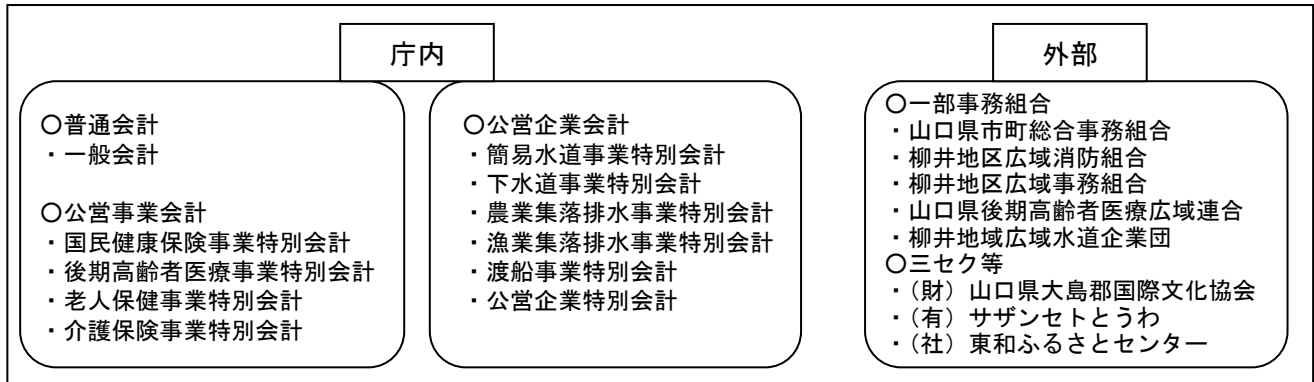 庁内
〇普通会計
・一般会計
〇公営事業会計
・国民健康保険事業特別会計
・後期高齢者医療事業特別会計
・老人保健事業特別会計
・介護保険事業特別会計
〇公営企業会計
・簡易水道事業特別会計
・下水道事業特別会計
・農業集落排水事業特別会計
・漁業集落排水事業特別会計
・渡船事業特別会計
・公営企業特別会計
外部
〇一部事務組合
・山口県市町総合事務組合
・柳井地区広域消防組合
・柳井地区広域事務組合
・山口県後期高齢者医療広域連合
・柳井地域広域水道企業団
〇三セク等
・（財）山口県大島郡国際文化協会
・（有）サザンセトとうわ
・（社）東和ふるさとセンター